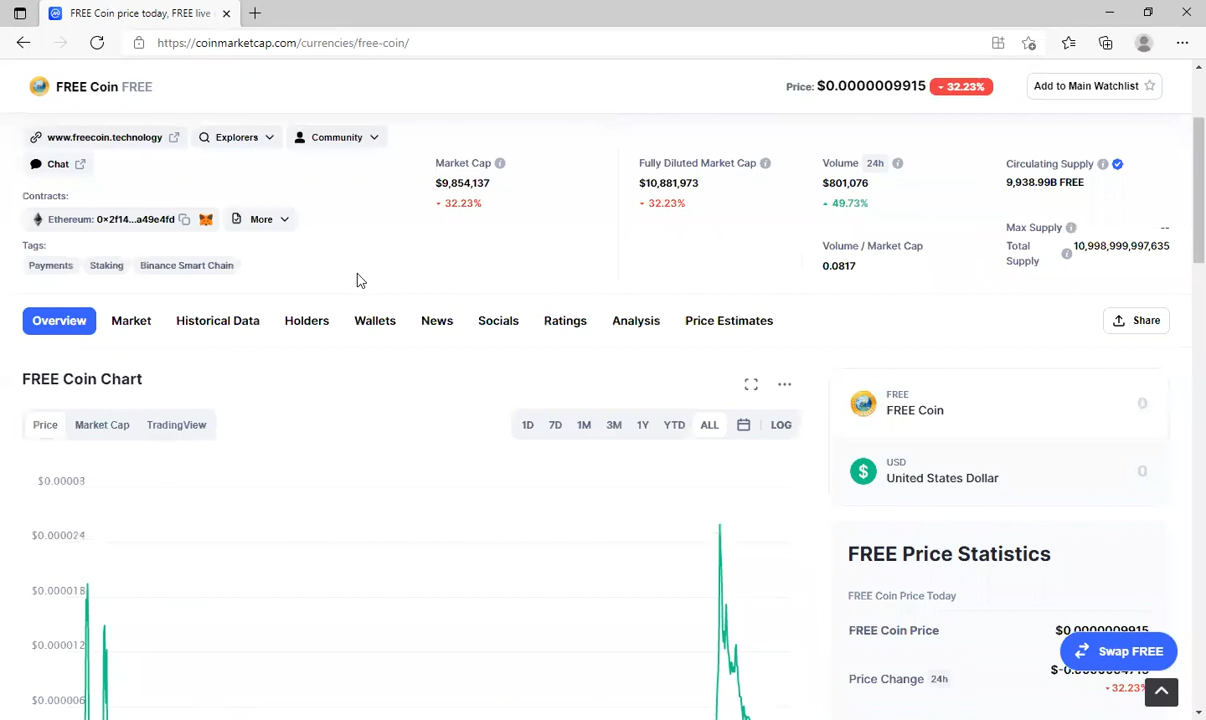 FREE Coin price today, FREE live
https://coinmarketcap.com/currencies/free-coin/
FREE Coin FREE
Price: $0.0000009915 32.23%
Add to Main Watchlist
www.freecoin.technology
Explorers
Community
Chat
Contracts:
Ethereum: 0×2f14...a49e4fd
More
Tags:
Payments Staking Binance Smart Chain
Market Cap
$9,854,137
32.23%
Fully Diluted Market Cap
$10,881,973
32.23%
Volume 24h
$801,076
49.73%
Volume / Market Cap
0.0817
Circulating Supply
9,938.99B FREE
Max Supply --
Total Supply 10,998,999,997,635
Overview Market Historical Data Holders Wallets News Socials Ratings Analysis Price Estimates
Share
FREE Coin Chart
Price Market Cap TradingView
1D 7D 1M 3M 1Y YTD ALL LOG
$0.00003
$0.000024
$0.000018
$0.000012
$0.000006
FREE
FREE Coin 0
USD
United States Dollar 0
FREE Price Statistics
FREE Coin Price Today
FREE Coin Price $0.0000009915
Swap FREE
Price Change 24h
32.23%